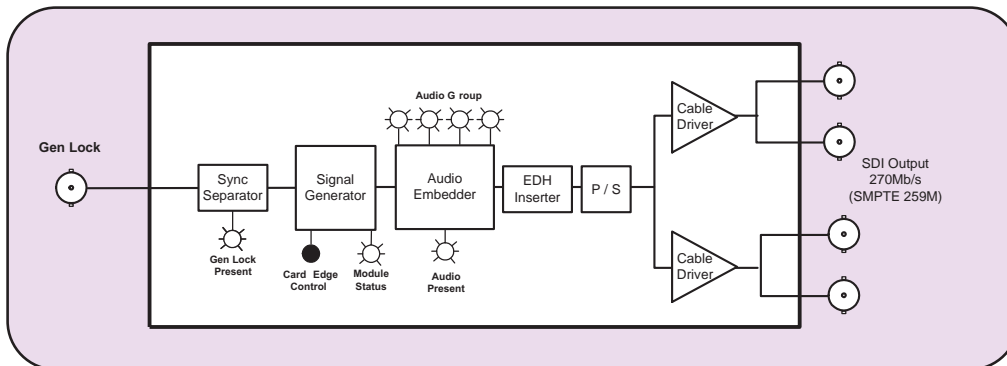 Audio G roup
Gen Lock
Sync
Separator
Signal
Generator
Audio
Embedder
EDH
Inserter
P / S
Cable
Driver
Cable
Driver
SDI Output
270Mb/s
(SMPTE 259M)
Gen Lock
Present
Card Edge
Control
Module
Status
Audio
Present